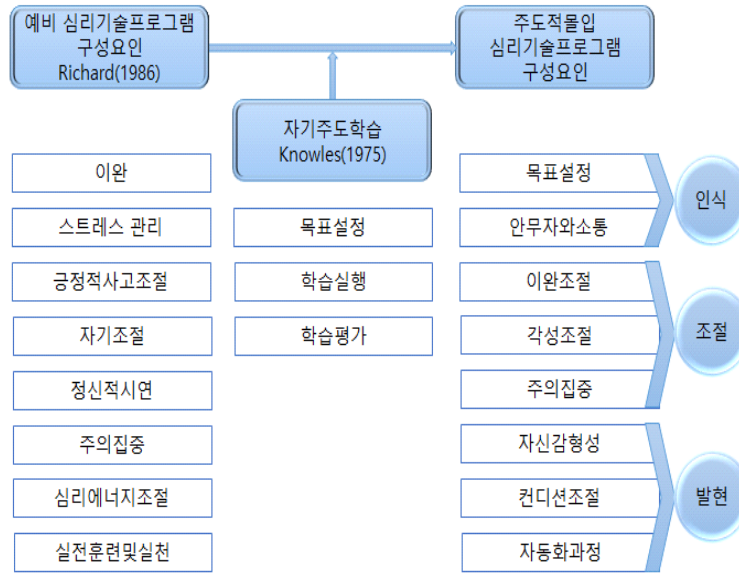 예비 심리기술프로그램
구성요인
Richard(1986)
주도적몰입
심리기술프로그램
구성요인
자기주도학습
Knowles(1975)
이완
스트레스 관리
긍정적사고조절
자기조절
정신적시연
주의집중
심리에너지조절
실전훈련및실천
목표설정
학습실행
학습평가
목표설정
안무자와소통
이완조절
각성조절
주의집중
자신감형성
컨디션조절
자동화과정
인식
조절
발현